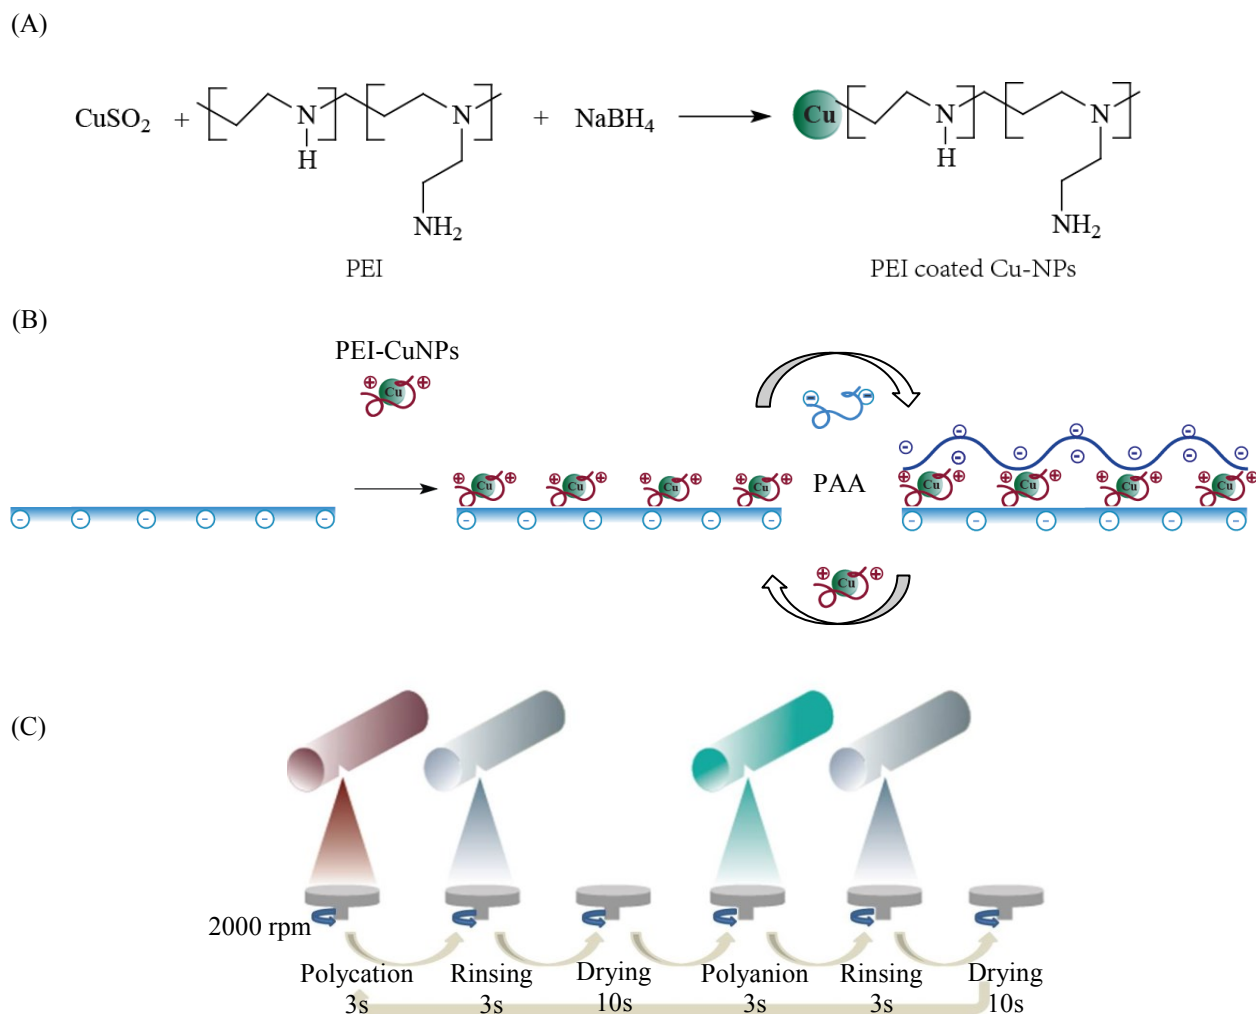 (A)
CuSO2 + N H N NH2 + NaBH4 Cu N H N NH2
PEI PEI coated Cu-NPs
(B)
PEI-CuNPs
Cu
PAA
Cu Cu Cu Cu
Cu Cu Cu Cu
Cu
(C)
2000 rpm
Polycation Rinsing Drying Polyanion Rinsing Drying
3s 3s 10s 3s 3s 10s